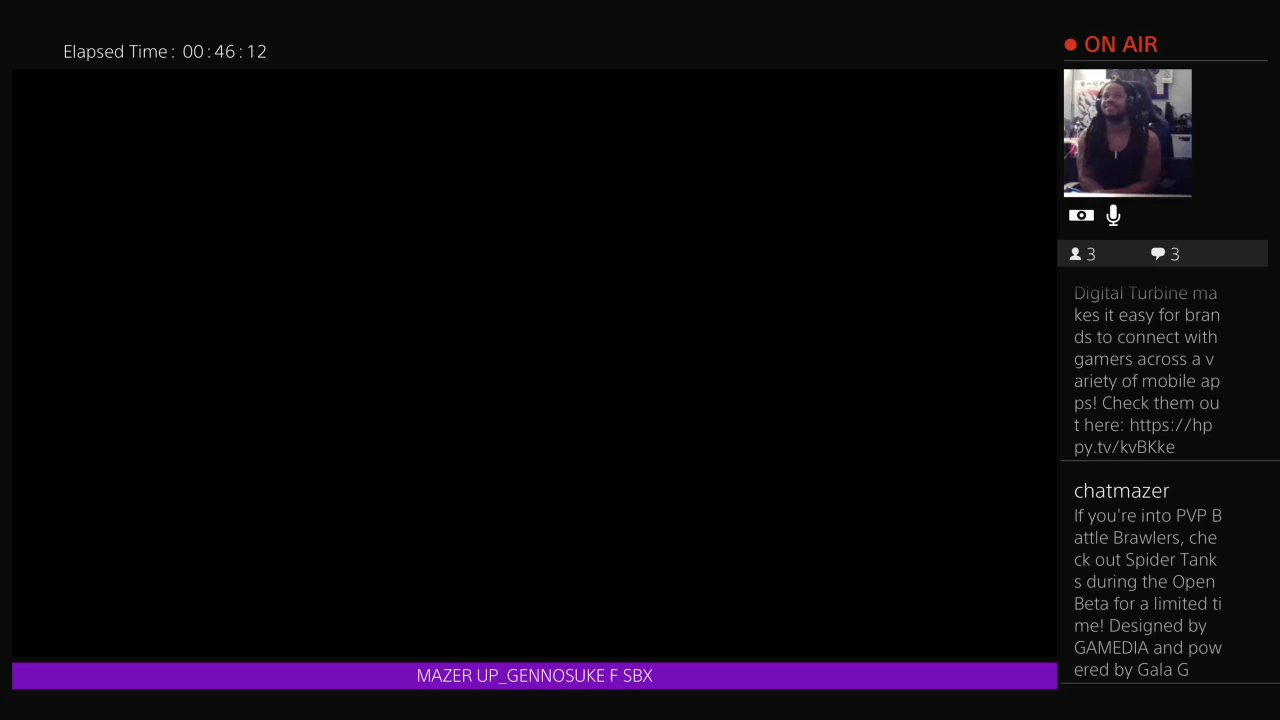 Elapsed Time : 00 : 46 : 12
ON AIR
3
3
Digital Turbine ma
kes it easy for bran
ds to connect with
gamers across a v
ariety of mobile ap
ps! Check them ou
t here: https://hp
py.tv/kvBKke
chatmazer
If you're into PVP B
attle Brawlers, che
ck out Spider Tank
s during the Open
Beta for a limited ti
me! Designed by
GAMEDIA and pow
ered by Gala G
MAZER UP_GENNOSUKE F SBX